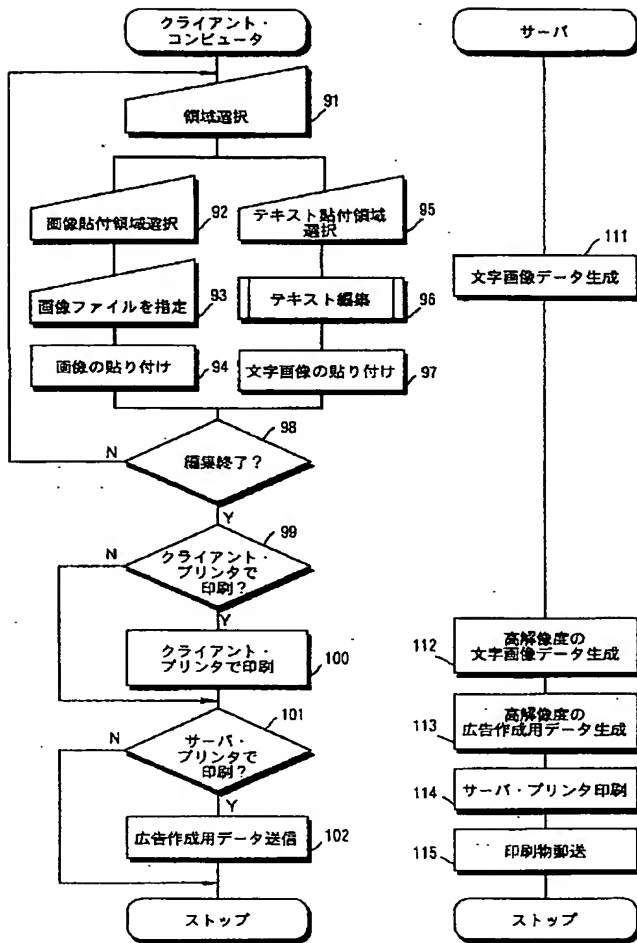 クライアント・
コンピュータ
領域選択
91
画像貼付領域選択
92
画像ファイルを指定
93
画像の貼り付け
94
テキスト貼付領域
選択
95
テキスト編集
96
文字画像の貼り付け
97
編集終了?
98
N
Y
クライアント・
プリンタで
印刷?
99
N
Y
クライアント・
プリンタで印刷
100
サーバ・
プリンタで
印刷?
101
N
Y
広告作成用データ送信
102
ストップ
サーバ
111
文字画像データ生成
112
高解像度の
文字画像データ生成
113
高解像度の
広告作成用データ生成
114
サーバ・プリンタ印刷
115
印刷物郵送
ストップ